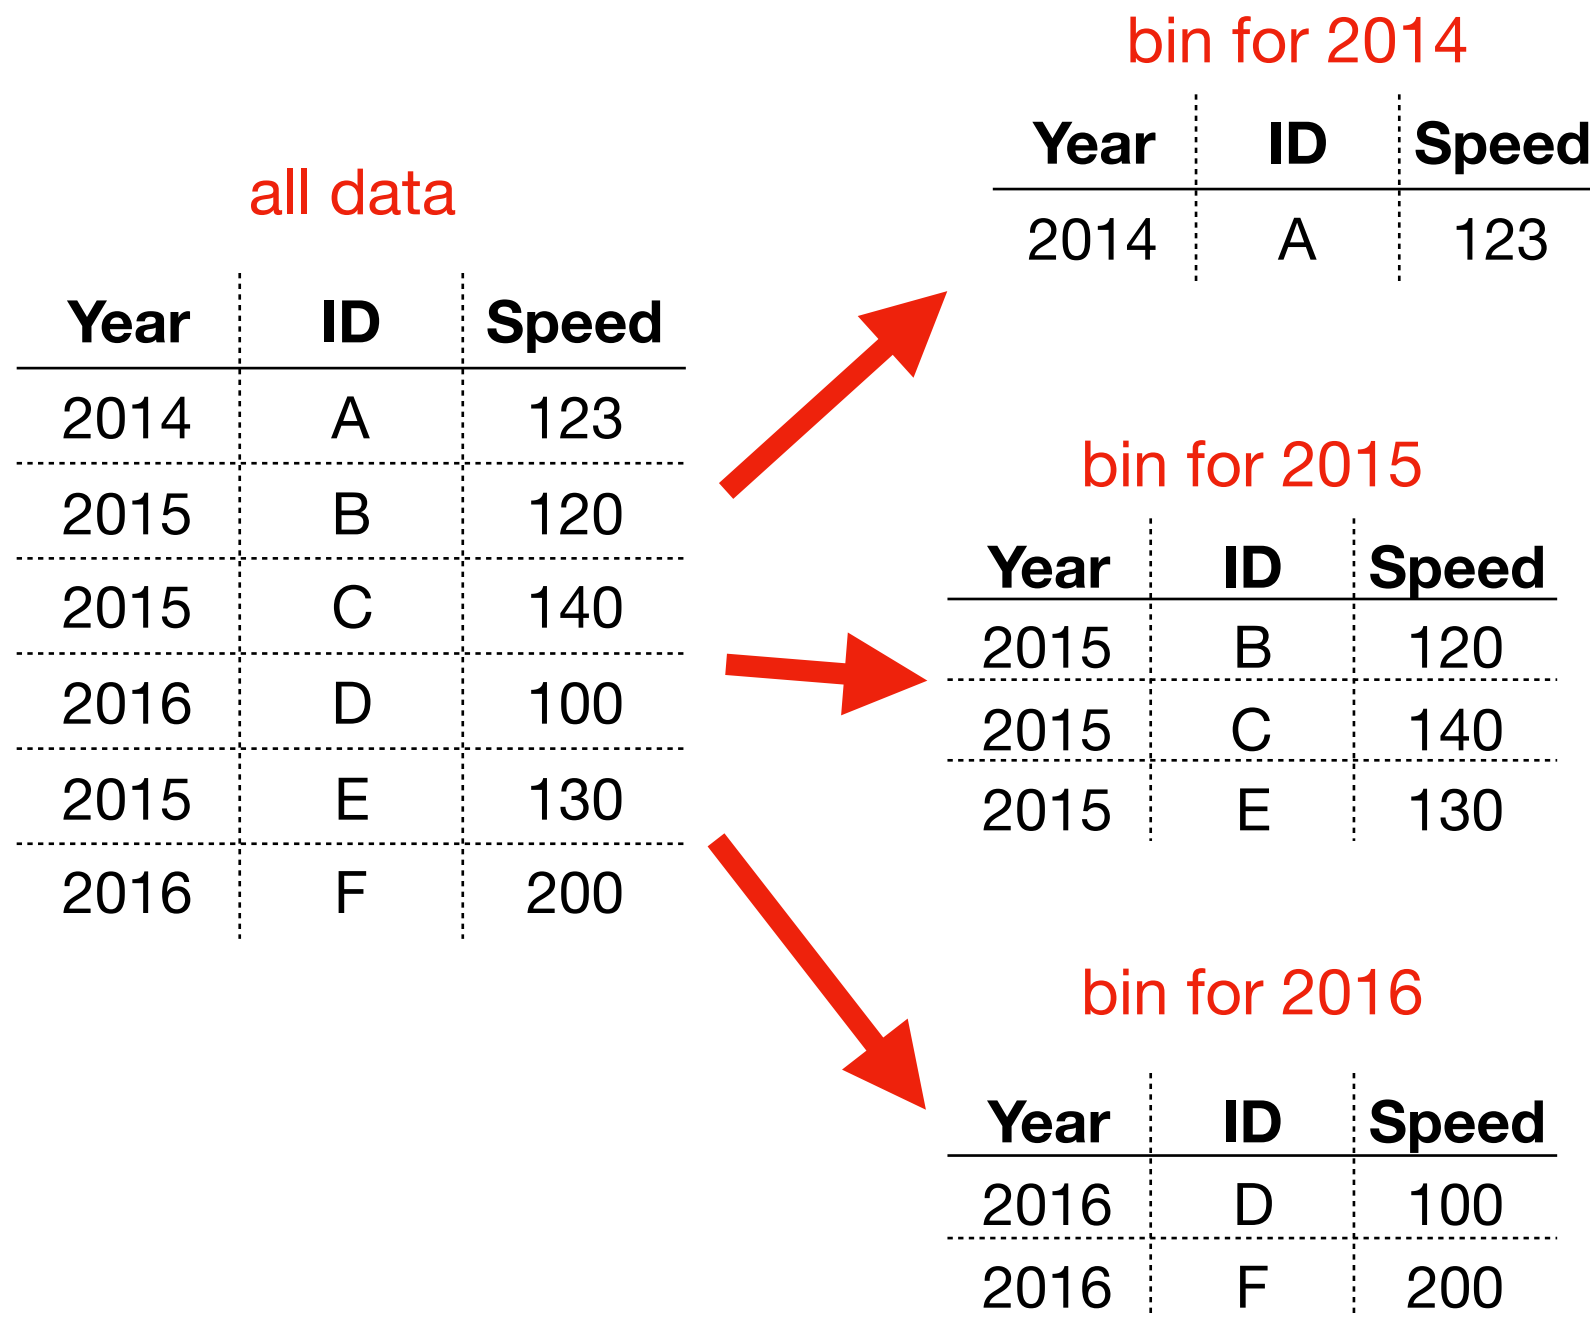 all data
Year ID Speed
2014 A 123
2015 B 120
2015 C 140
2016 D 100
2015 E 130
2016 F 200
bin for 2014
Year ID Speed
2014 A 123
bin for 2015
Year ID Speed
2015 B 120
2015 C 140
2015 E 130
bin for 2016
Year ID Speed
2016 D 100
2016 F 200